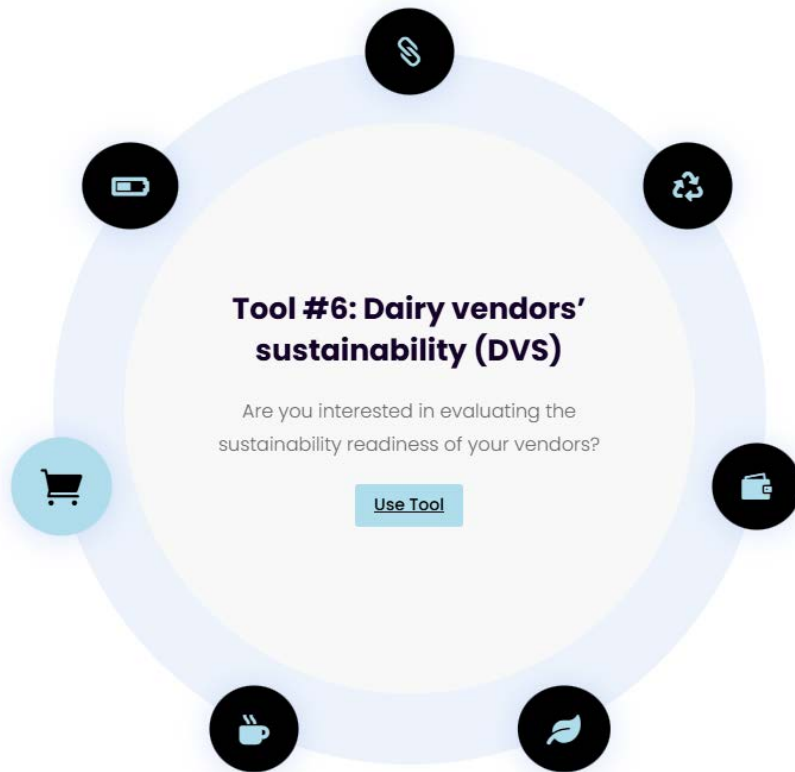 Tool #6: Dairy vendors’
sustainability (DVS)
Are you interested in evaluating the
sustainability readiness of your vendors?
Use Tool